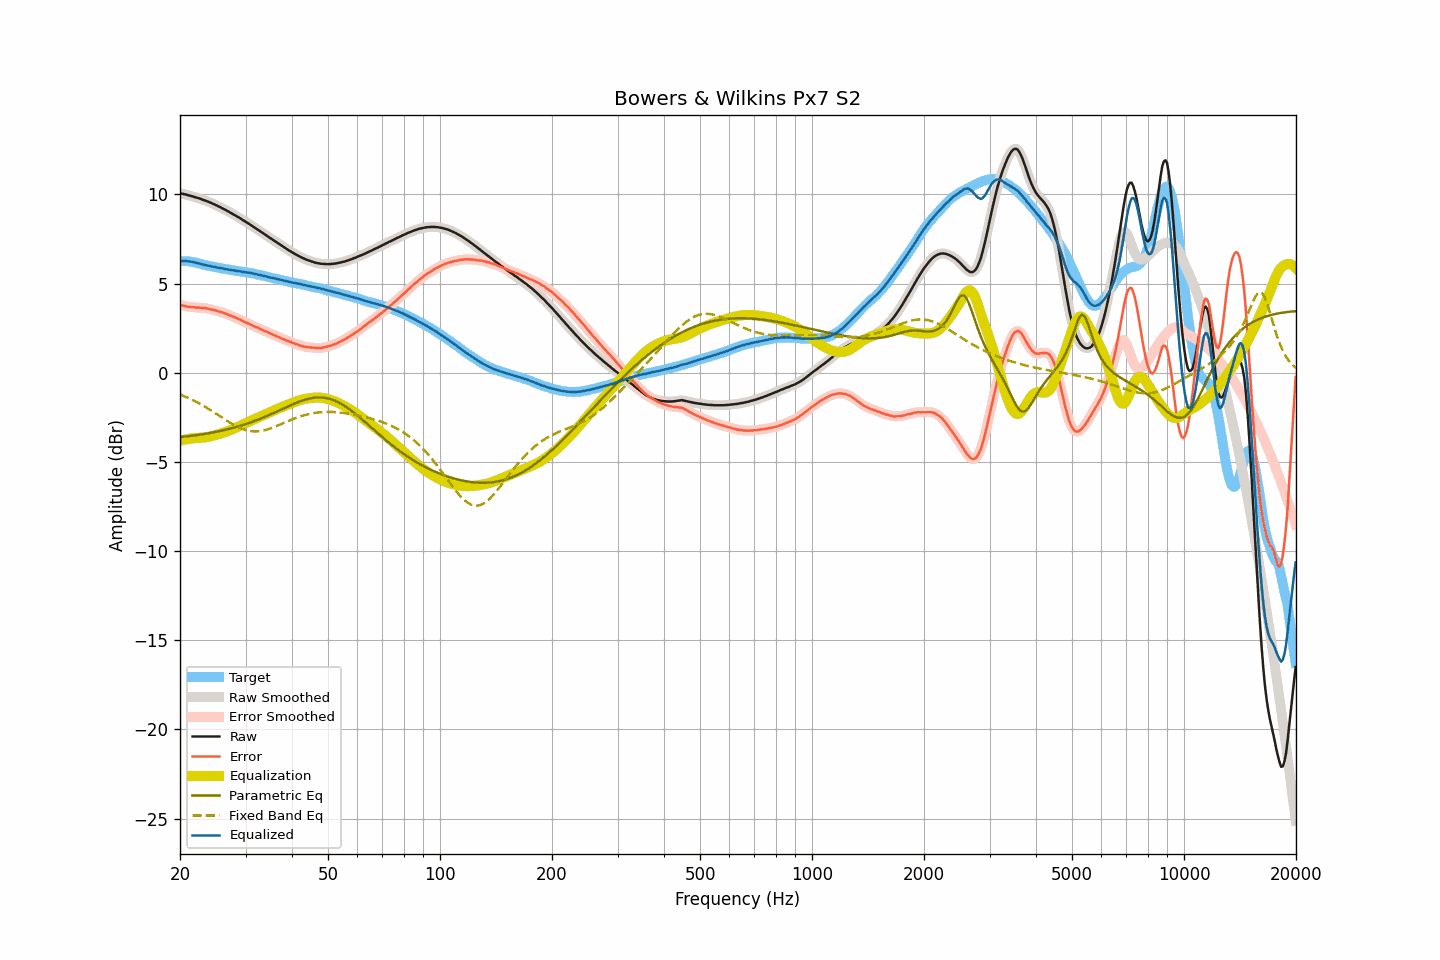 Bowers & Wilkins Px7 S2
Amplitude (dBr)
10
5
0
−5
−10
−15
−20
−25
Target
Raw Smoothed
Error Smoothed
Raw
Error
Equalization
Parametric Eq
Fixed Band Eq
Equalized
20 50 100 200 500 1000 2000 5000 10000 20000
Frequency (Hz)